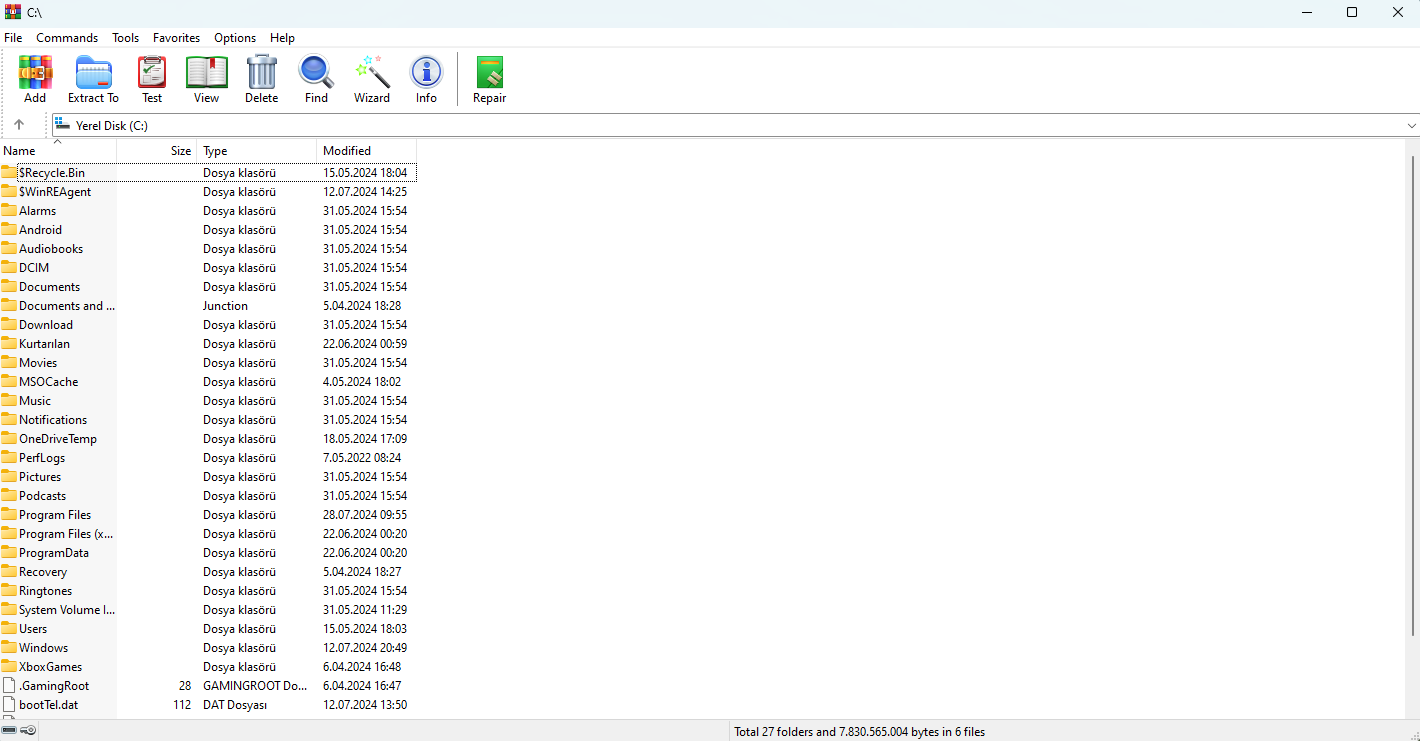 C:\
File Commands Tools Favorites Options Help
Add Extract To Test View Delete Find Wizard Info Repair
Yerel Disk (C:)
Name Size Type Modified
$Recycle.Bin Dosya klasörü 15.05.2024 18:04
$WinREAgent Dosya klasörü 12.07.2024 14:25
Alarms Dosya klasörü 31.05.2024 15:54
Android Dosya klasörü 31.05.2024 15:54
Audiobooks Dosya klasörü 31.05.2024 15:54
DCIM Dosya klasörü 31.05.2024 15:54
Documents Dosya klasörü 31.05.2024 15:54
Documents and ... Junction 5.04.2024 18:28
Download Dosya klasörü 31.05.2024 15:54
Kurtarılan Dosya klasörü 22.06.2024 00:59
Movies Dosya klasörü 31.05.2024 15:54
MSOCache Dosya klasörü 4.05.2024 18:02
Music Dosya klasörü 31.05.2024 15:54
Notifications Dosya klasörü 31.05.2024 15:54
OneDriveTemp Dosya klasörü 18.05.2024 17:09
PerfLogs Dosya klasörü 7.05.2022 08:24
Pictures Dosya klasörü 31.05.2024 15:54
Podcasts Dosya klasörü 31.05.2024 15:54
Program Files Dosya klasörü 28.07.2024 09:55
Program Files (x... Dosya klasörü 22.06.2024 00:20
ProgramData Dosya klasörü 22.06.2024 00:20
Recovery Dosya klasörü 5.04.2024 18:27
Ringtones Dosya klasörü 31.05.2024 15:54
System Volume I... Dosya klasörü 31.05.2024 11:29
Users Dosya klasörü 15.05.2024 18:03
Windows Dosya klasörü 12.07.2024 20:49
XboxGames Dosya klasörü 6.04.2024 16:48
.GamingRoot 28 GAMINGROOT Do... 6.04.2024 16:47
bootTel.dat 112 DAT Dosyası 12.07.2024 13:50
Total 27 folders and 7.830.565.004 bytes in 6 files